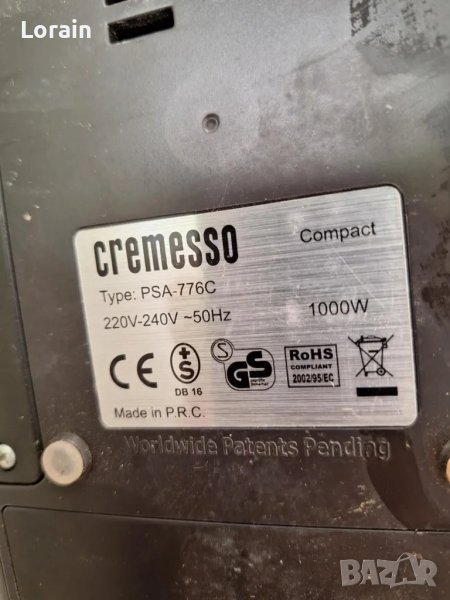 Lorain
cremesso Compact
Type: PSA-776C
220V-240V ~50Hz 1000W
CE S DB 16 S GS RoHS
COMPLIANT
2002/95/EC
Made in P.R.C.
Worldwide Patents Pending
BAZAR